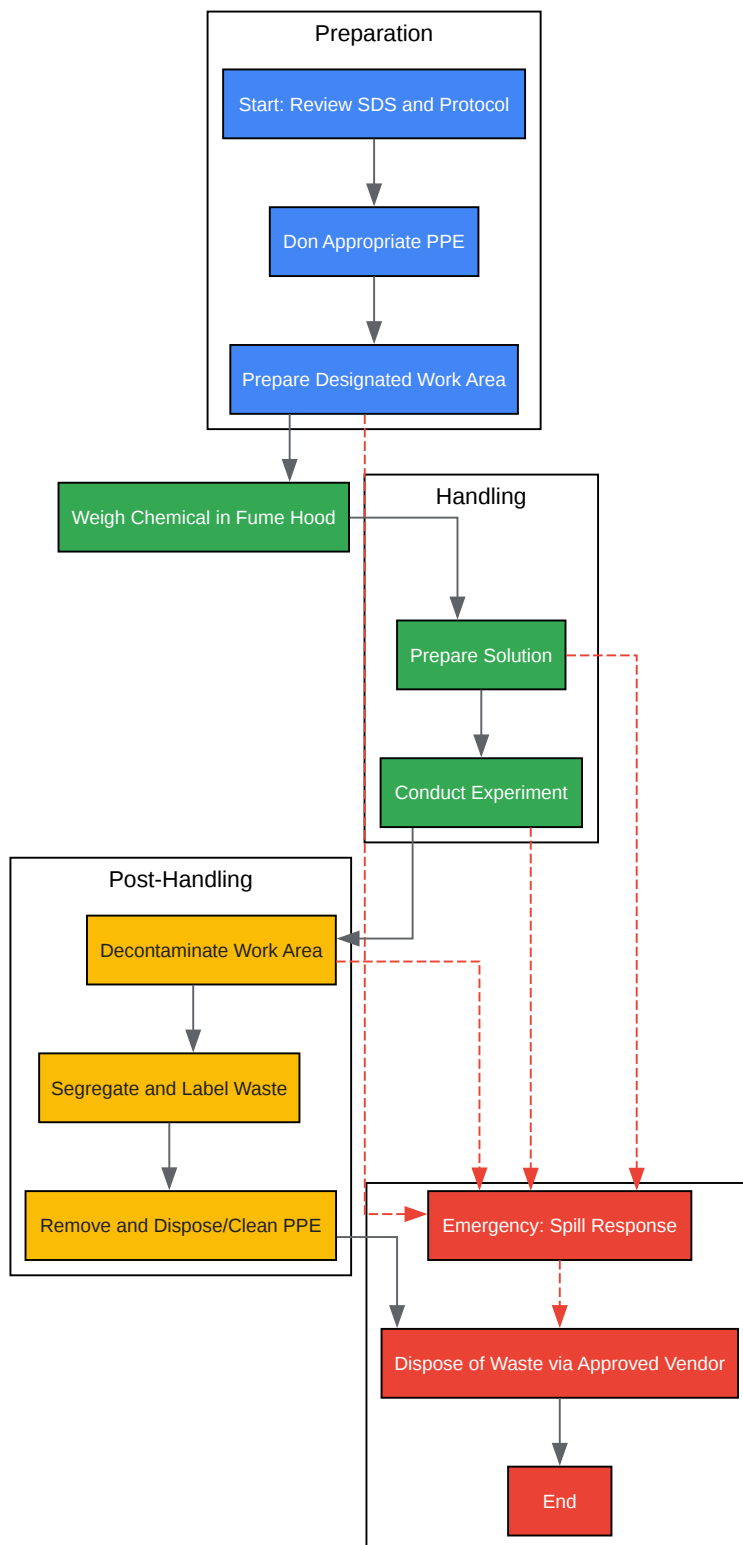 Preparation
Start: Review SDS and Protocol
Don Appropriate PPE
Prepare Designated Work Area
Weigh Chemical in Fume Hood
Handling
Prepare Solution
Conduct Experiment
Post-Handling
Decontaminate Work Area
Segregate and Label Waste
Remove and Dispose/Clean PPE
Emergency: Spill Response
Dispose of Waste via Approved Vendor
End